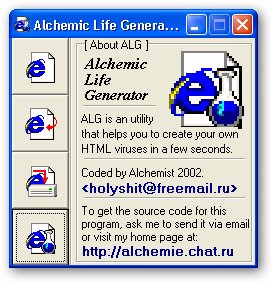 Alchemic Life Genera...
[ About ALG ]
Alchemic
Life
Generator
ALG is an utility
that helps you to create your own
HTML viruses in a few seconds.
Coded by Alchemist 2002.
<holyshit@freemail.ru>
To get the source code for this
program, ask me to send it via email
or visit my home page at:
http://alchemie.chat.ru